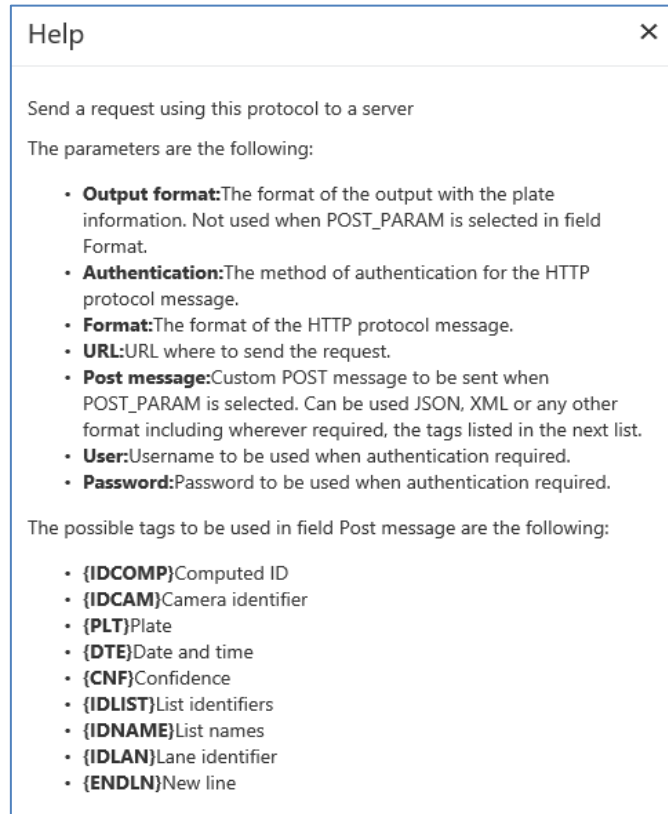 Help
×
Send a request using this protocol to a server
The parameters are the following:
• Output format:The format of the output with the plate
information. Not used when POST_PARAM is selected in field
Format.
• Authentication:The method of authentication for the HTTP
protocol message.
• Format:The format of the HTTP protocol message.
• URL:URL where to send the request.
• Post message:Custom POST message to be sent when
POST_PARAM is selected. Can be used JSON, XML or any other
format including wherever required, the tags listed in the next list.
• User:Username to be used when authentication required.
• Password:Password to be used when authentication required.
The possible tags to be used in field Post message are the following:
• {IDCOMP}Computed ID
• {IDCAM}Camera identifier
• {PLT}Plate
• {DTE}Date and time
• {CNF}Confidence
• {IDLIST}List identifiers
• {IDNAME}List names
• {IDLAN}Lane identifier
• {ENDLN}New line